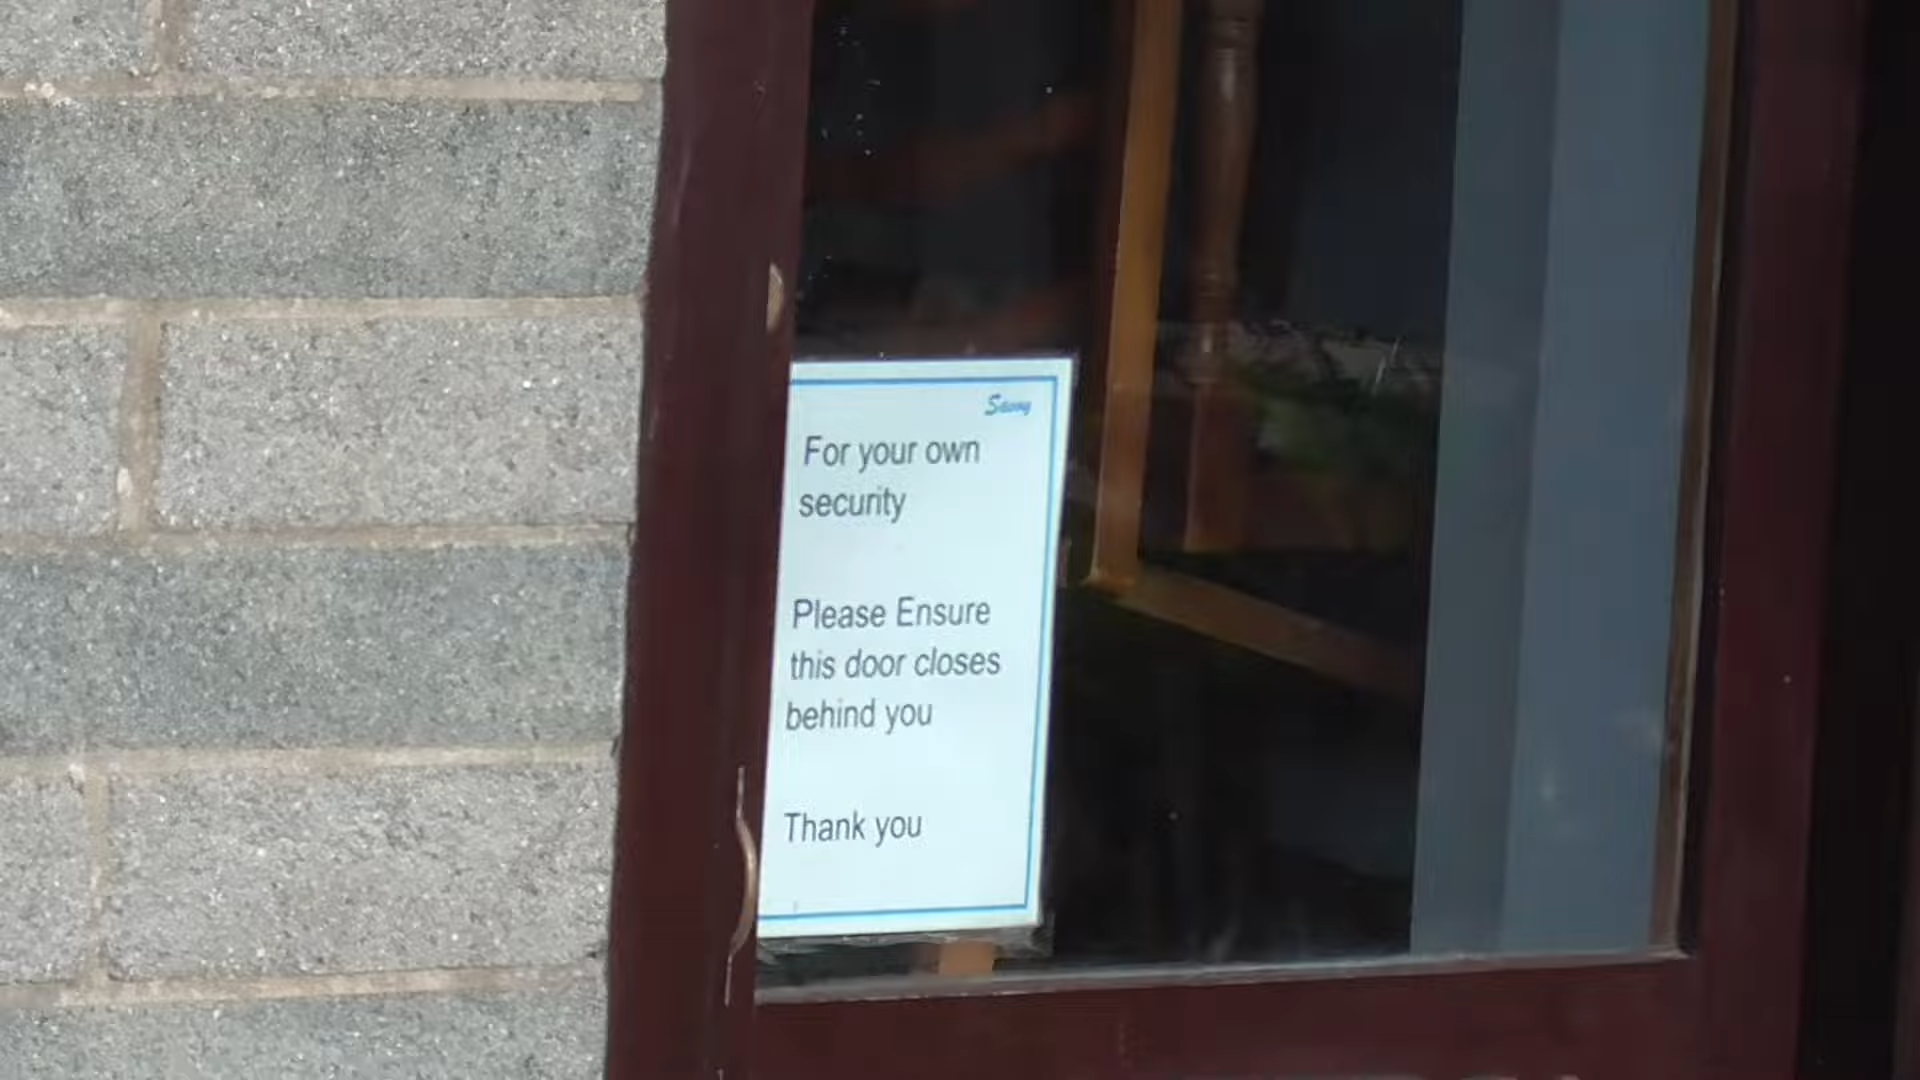 For your own
security
Please Ensure
this door closes
behind you
Thank you